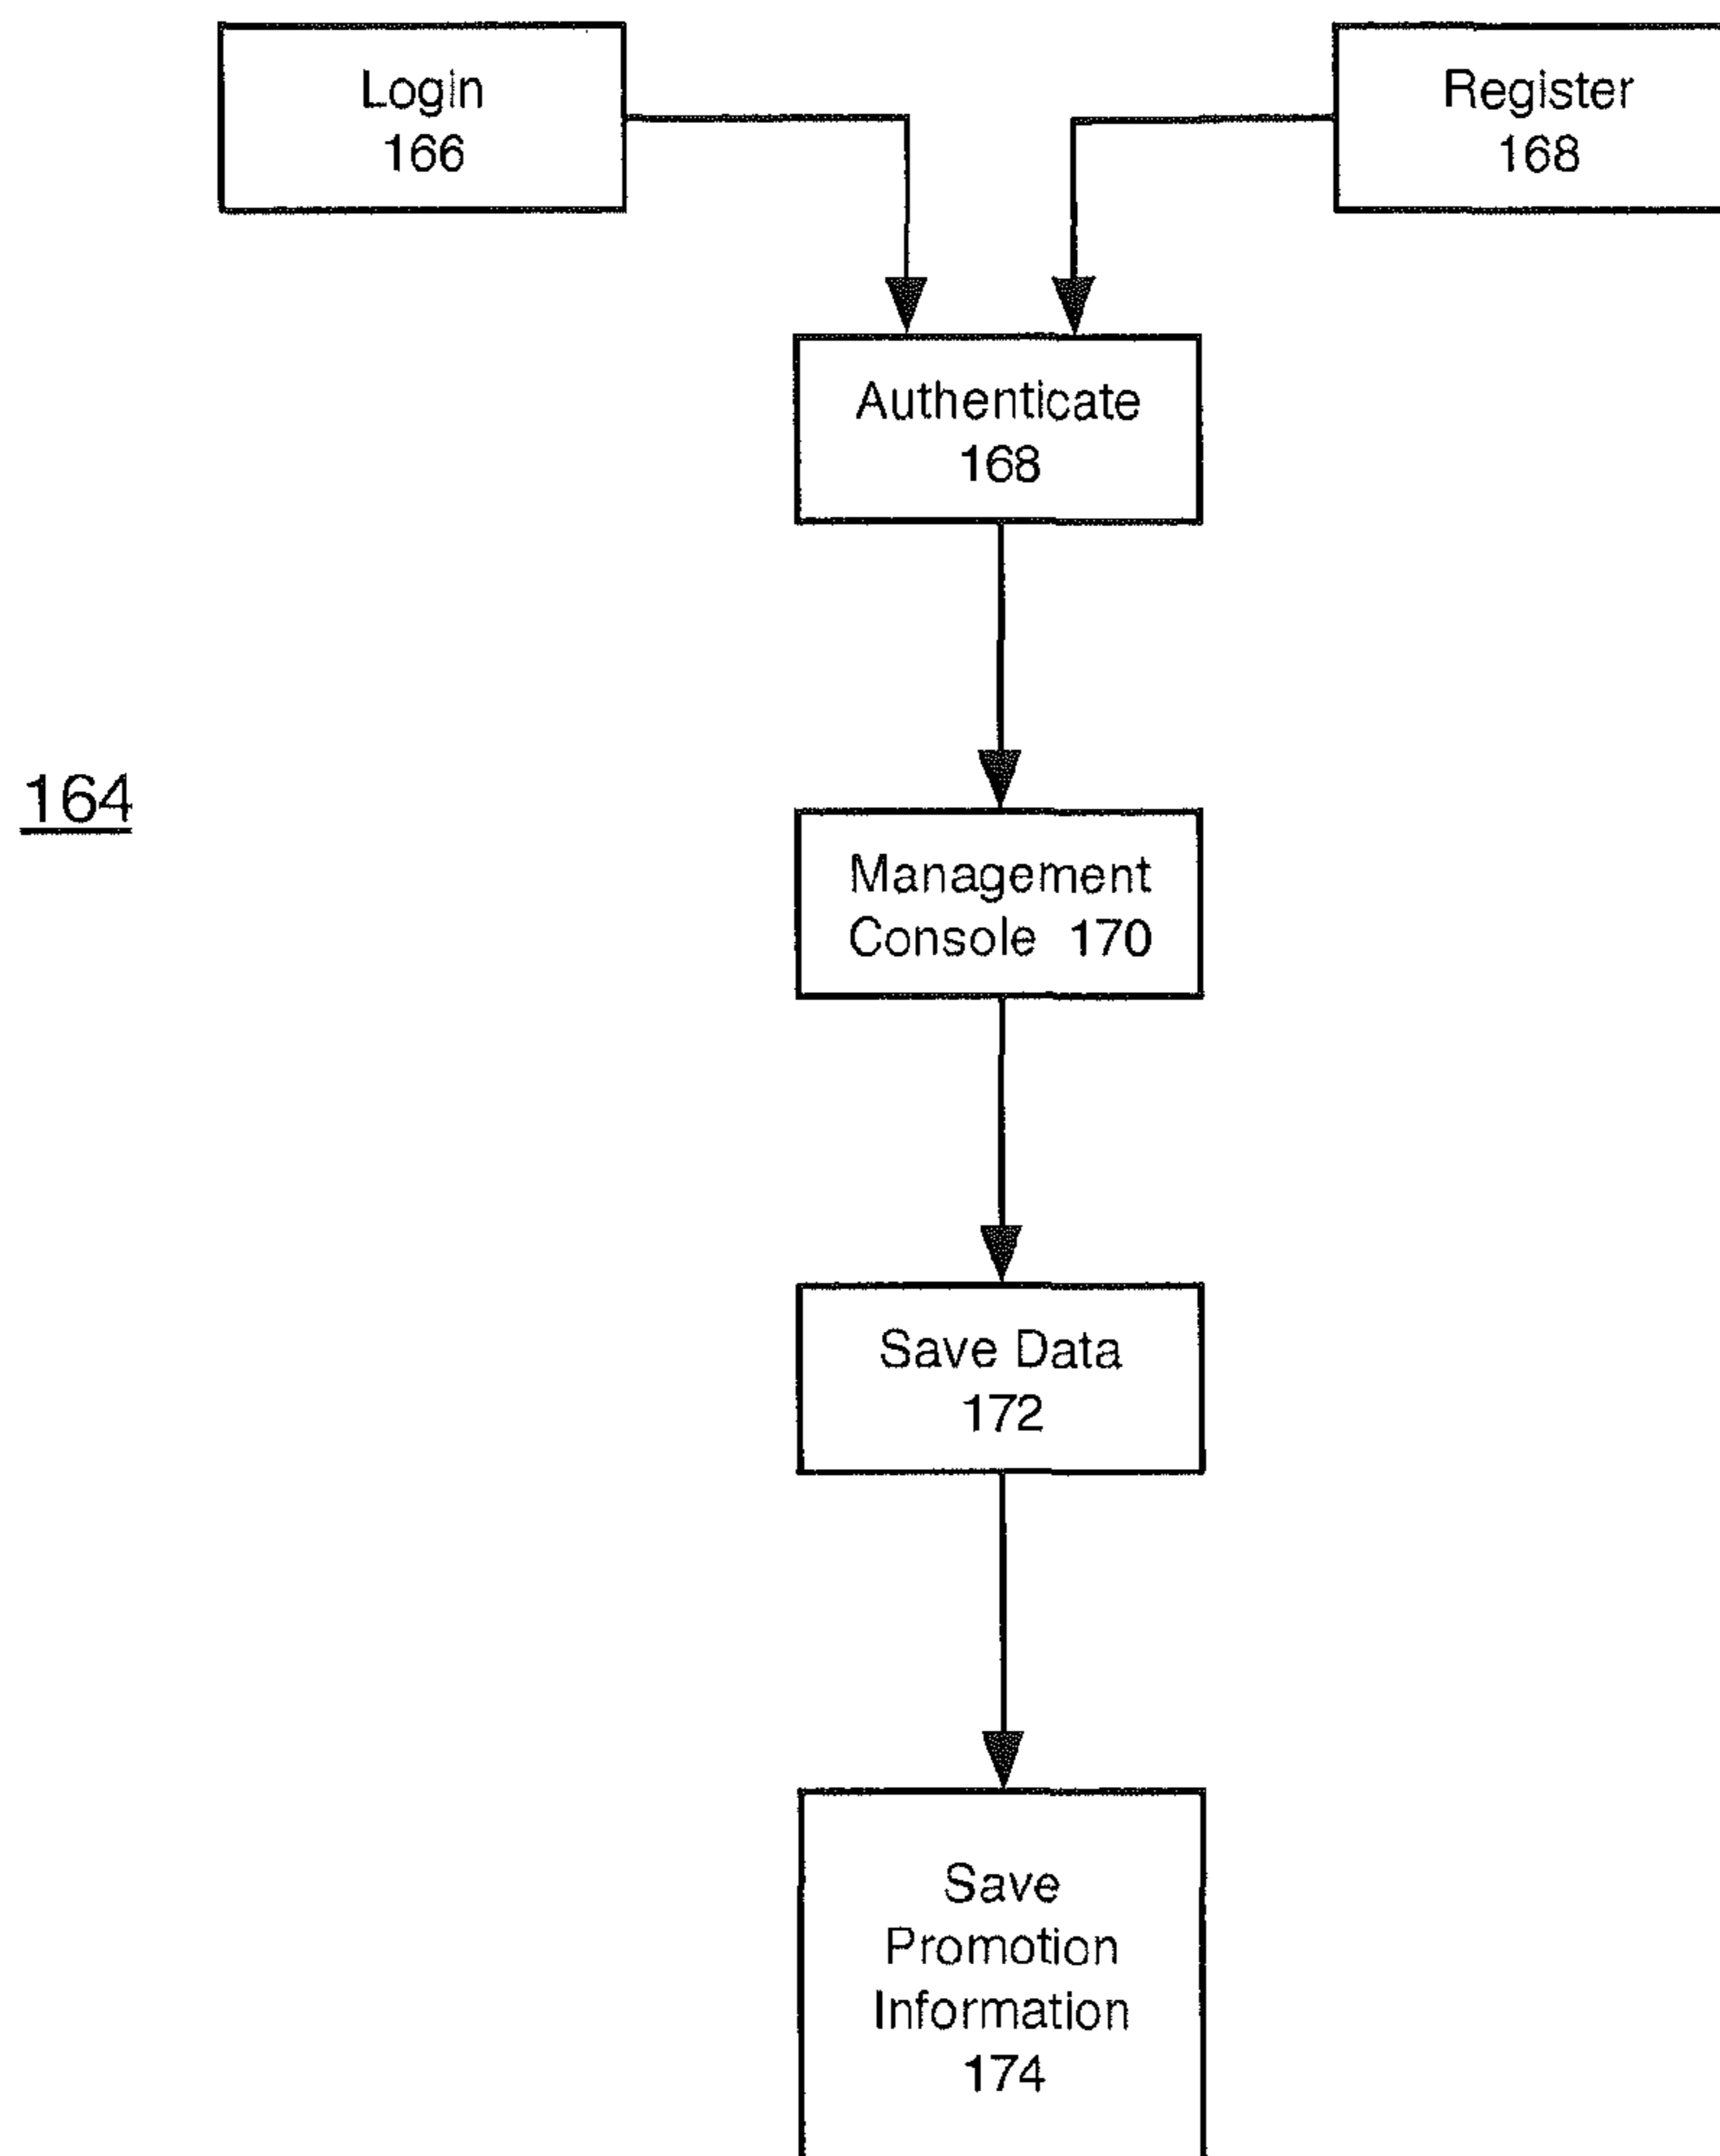 Login
166
Register
168
Authenticate
168
164
Management
Console 170
Save Data
172
Save
Promotion
Information
174